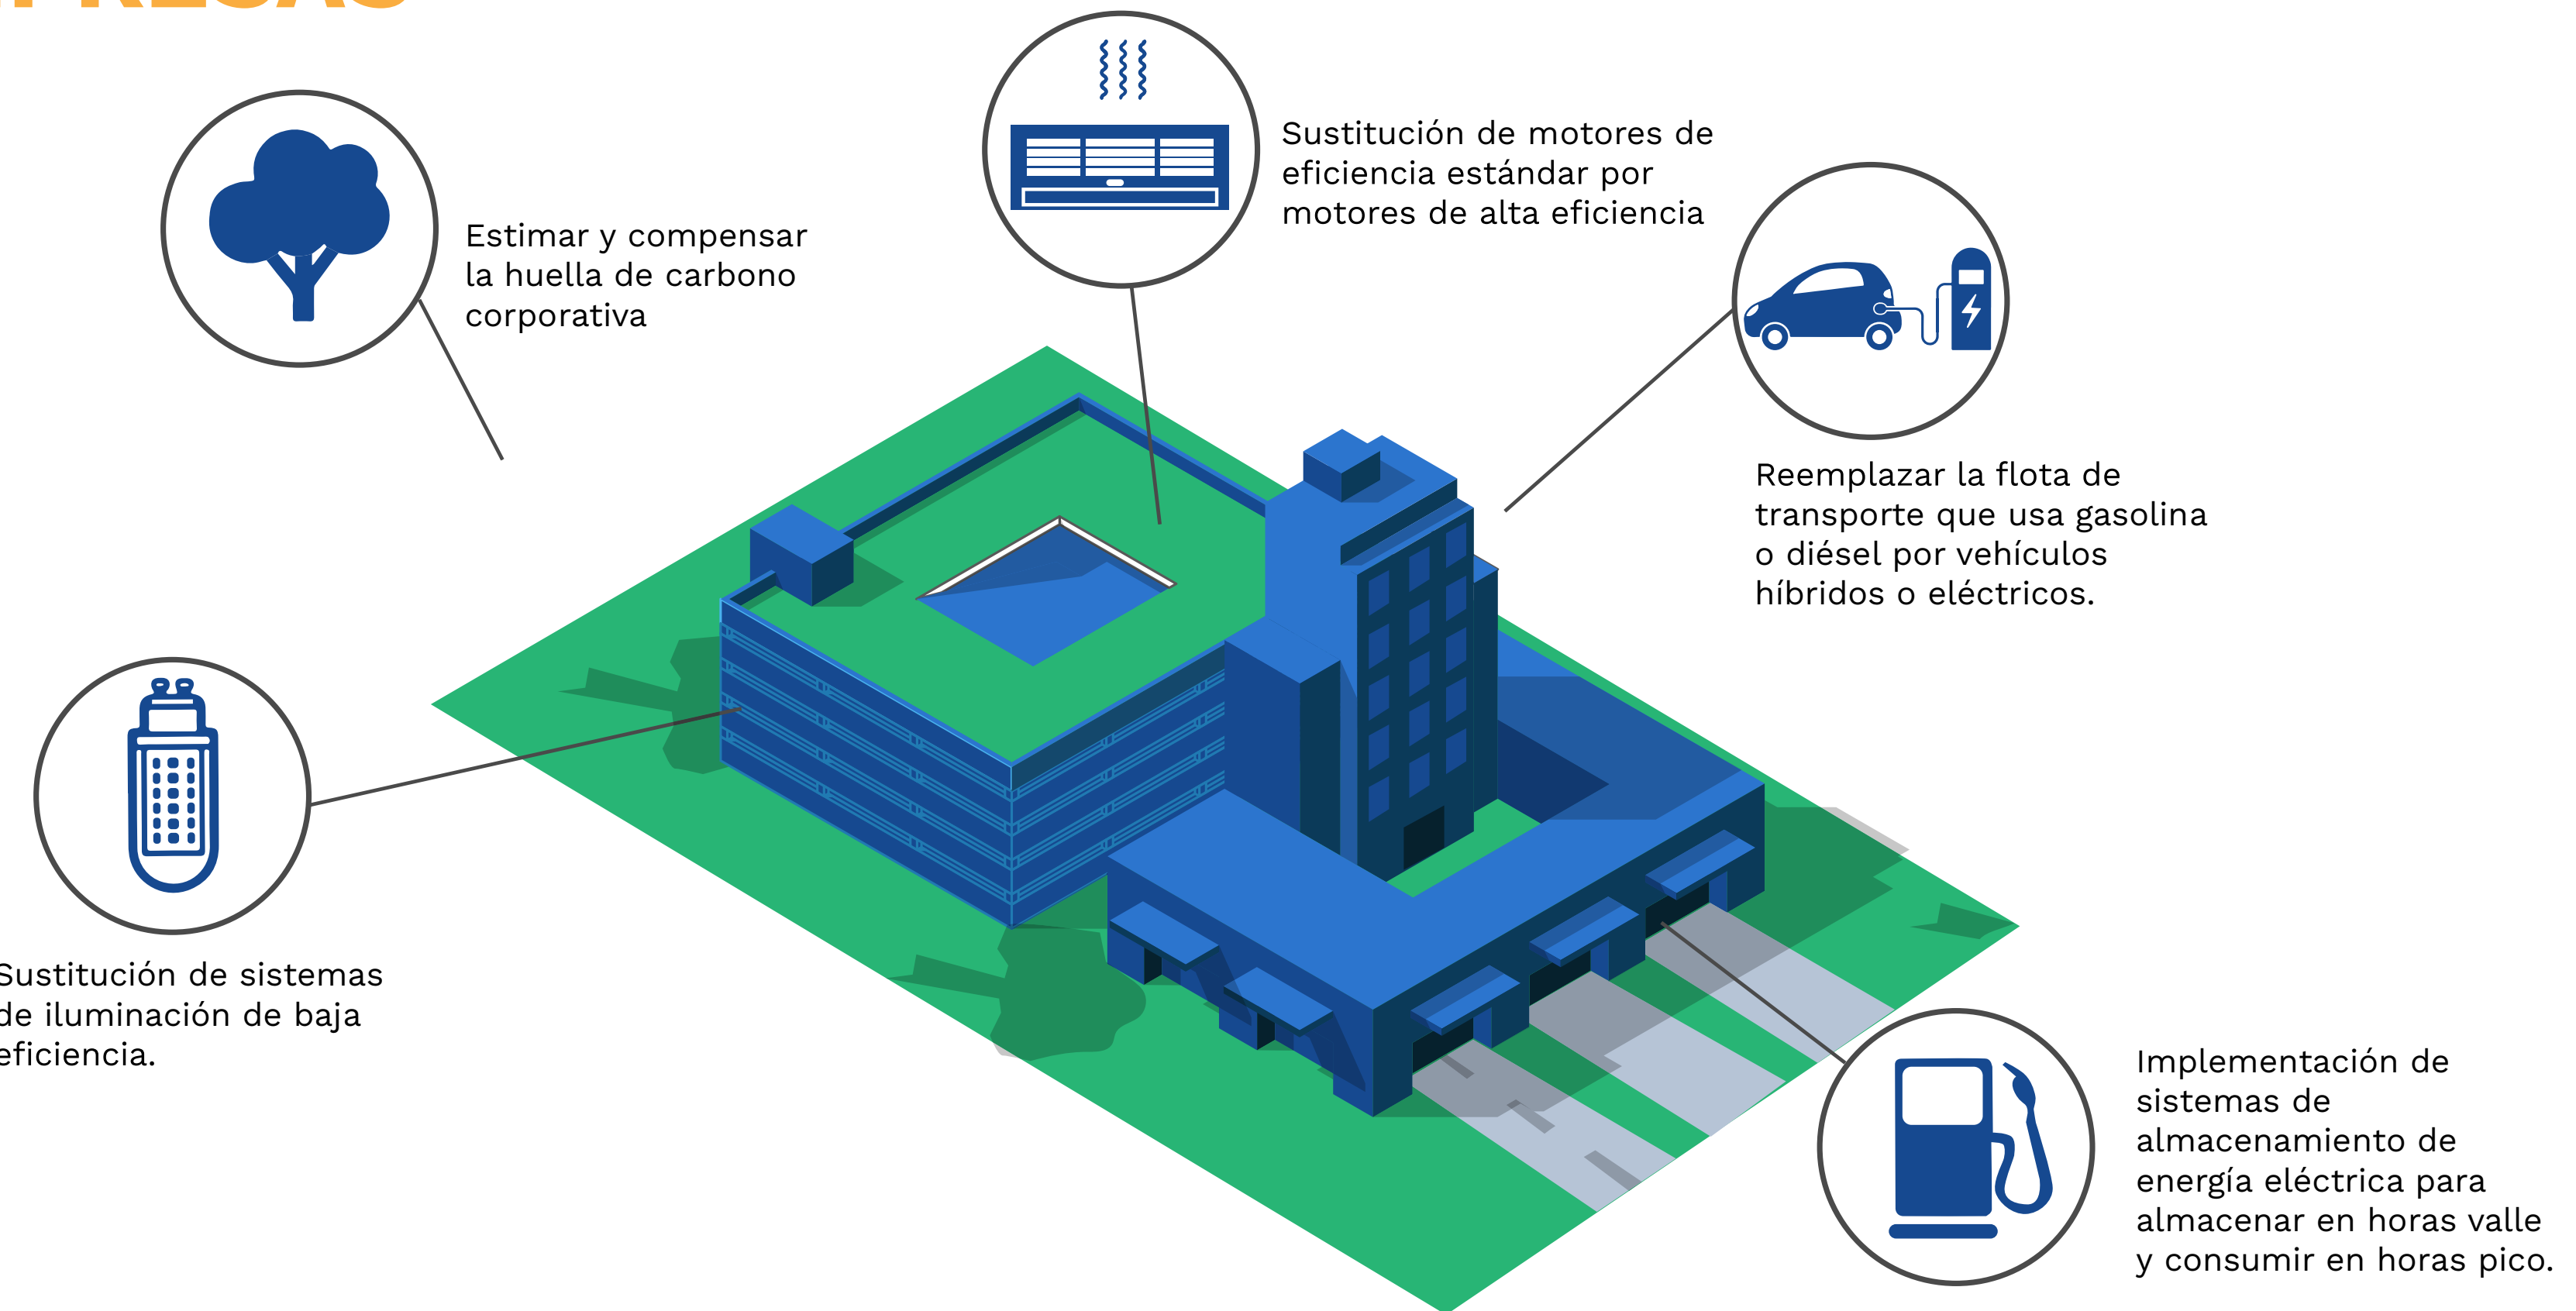 Sustitución de motores de
eficiencia estándar por
motores de alta eficiencia
Estimar y compensar
la huella de carbono
corporativa
Reemplazar la flota de
transporte que usa gasolina
o diésel por vehículos
híbridos o eléctricos.
Sustitución de sistemas
de iluminación de baja
eficiencia.
Implementación de
sistemas de
almacenamiento de
energía eléctrica para
almacenar en horas valle
y consumir en horas pico.